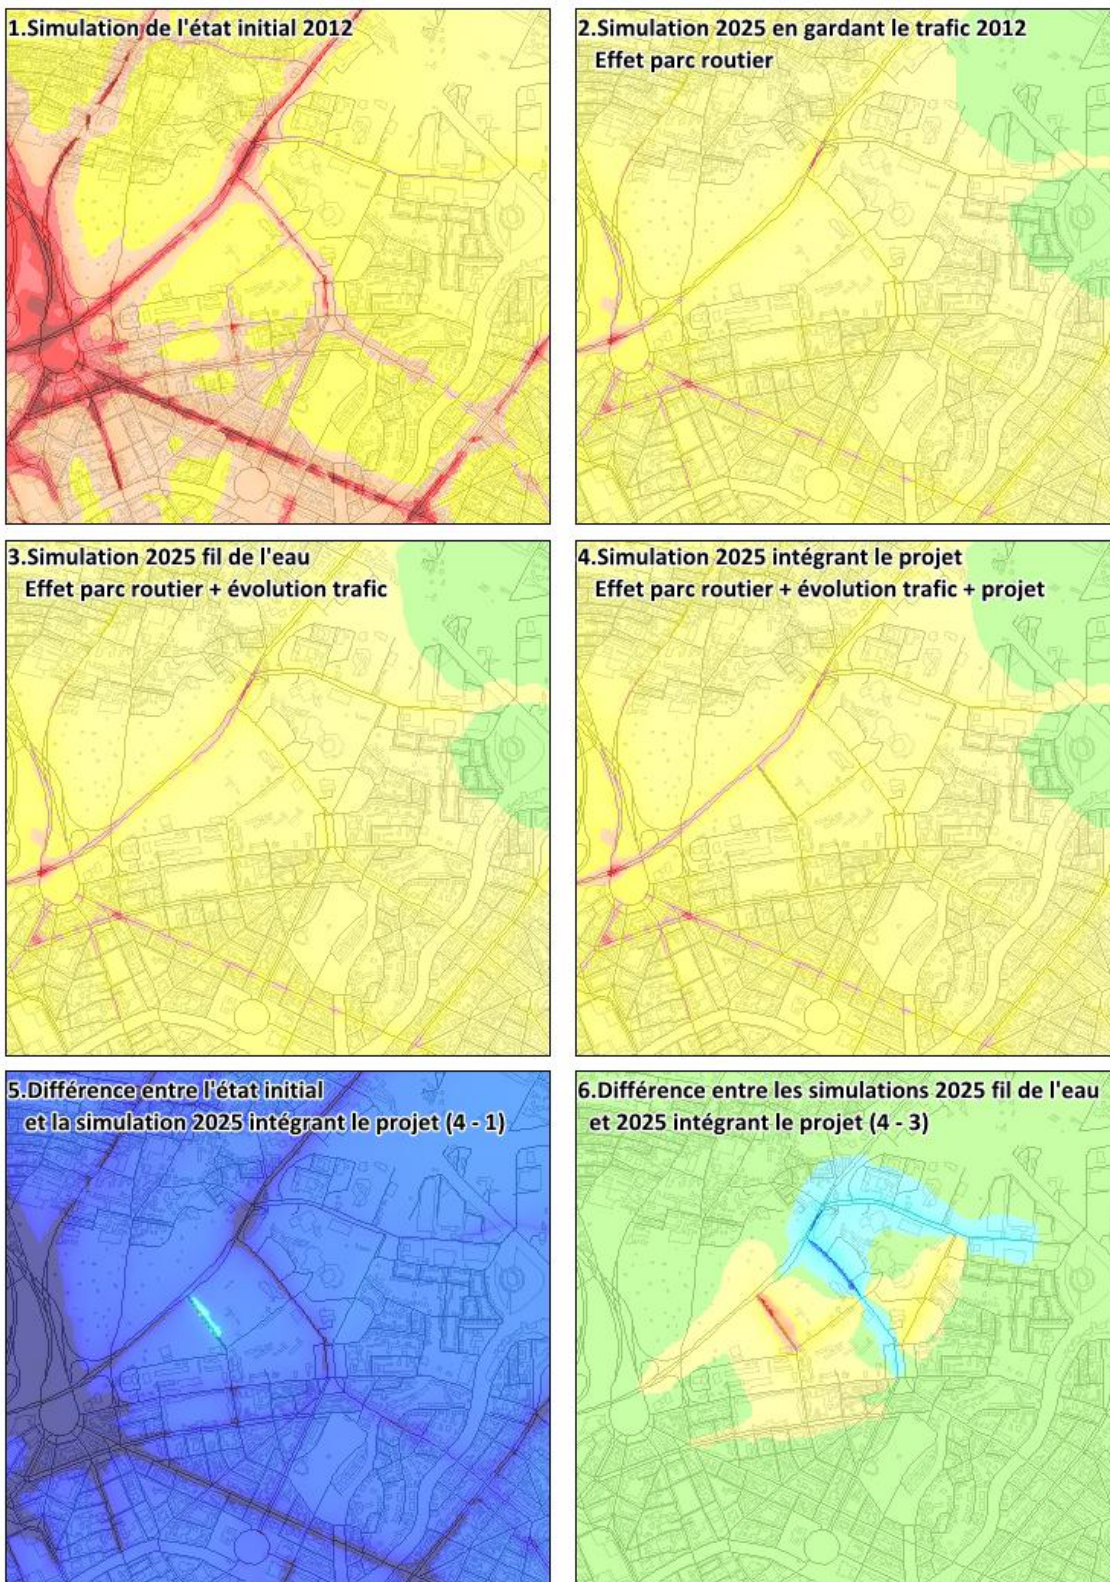 1.Simulation de l'état initial 2012
2.Simulation 2025 en gardant le trafic 2012
Effet parc routier
3.Simulation 2025 fil de l'eau
Effet parc routier + évolution trafic
4.Simulation 2025 intégrant le projet
Effet parc routier + évolution trafic + projet
5.Différence entre l'état initial
et la simulation 2025 intégrant le projet (4 - 1)
6.Différence entre les simulations 2025 fil de l'eau
et 2025 intégrant le projet (4 - 3)